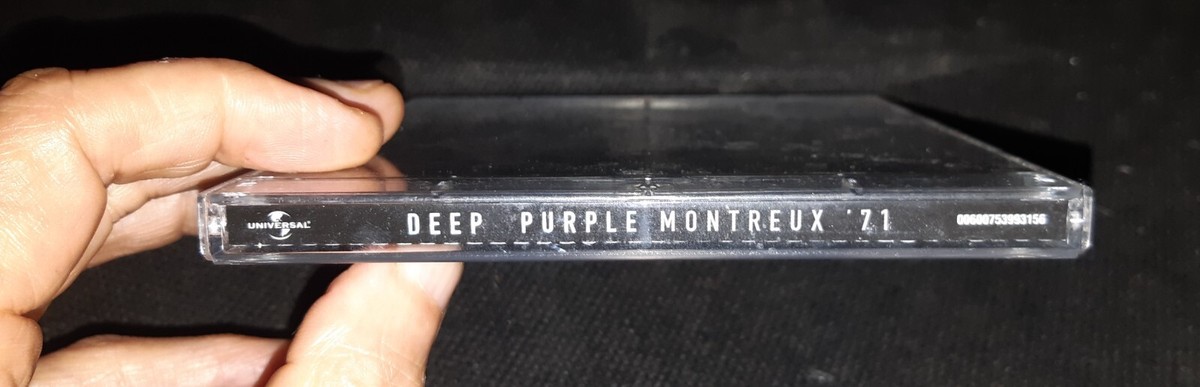 UNIVERSAL
DEEP PURPLE MONTREUX '71
00600753993156